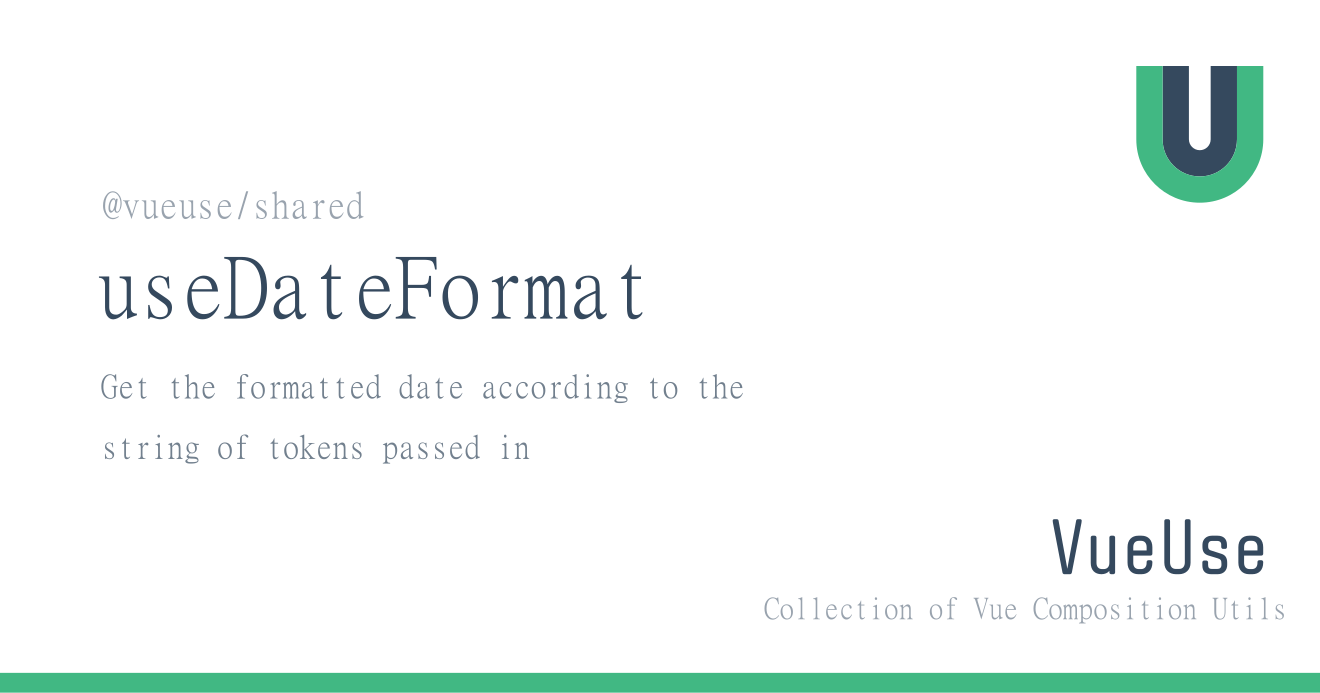 @vueuse/shared
useDateFormat
Get the formatted date according to the
string of tokens passed in
VueUse
Collection of Vue Composition Utils